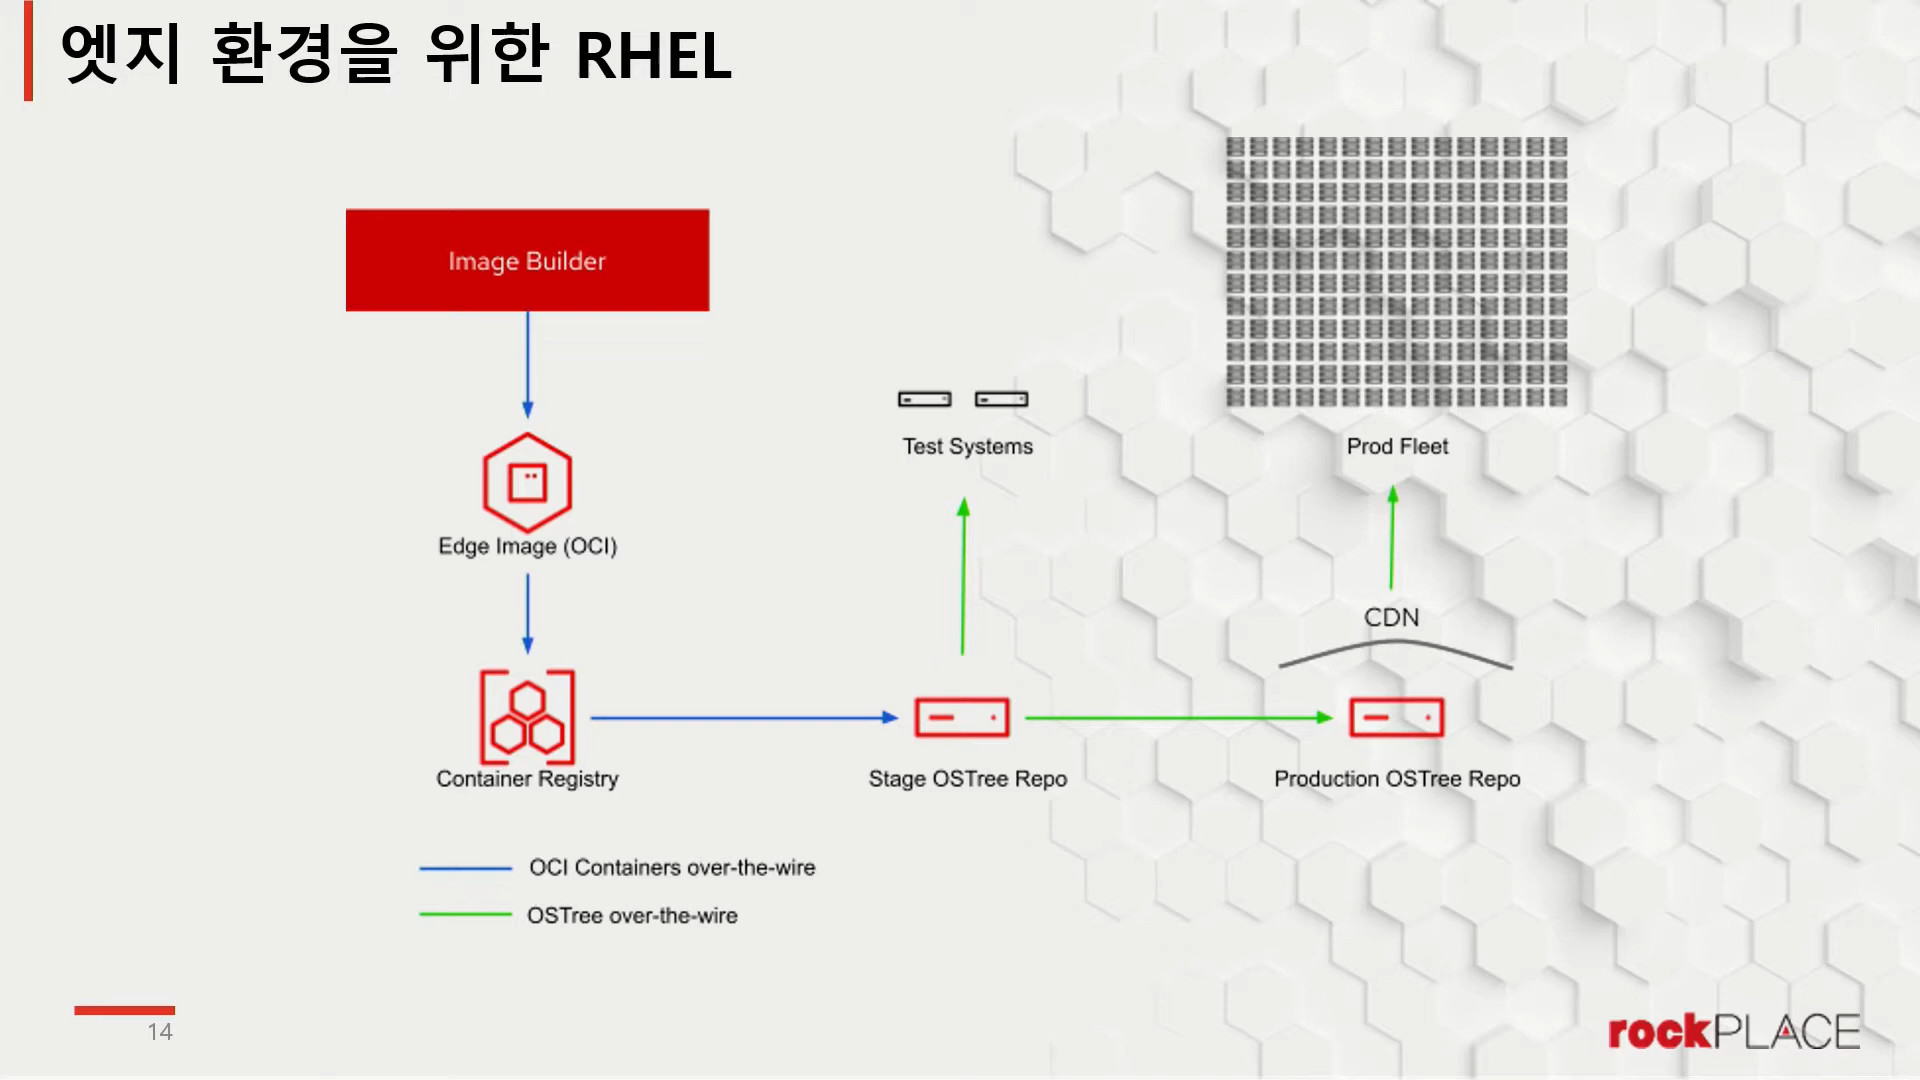 엣지 환경을 위한 RHEL
Image Builder
Edge Image (OCI)
Container Registry
Test Systems
Prod Fleet
CDN
Stage OSTree Repo
Production OSTree Repo
OCI Containers over-the-wire
OSTree over-the-wire
14
rockPLACE